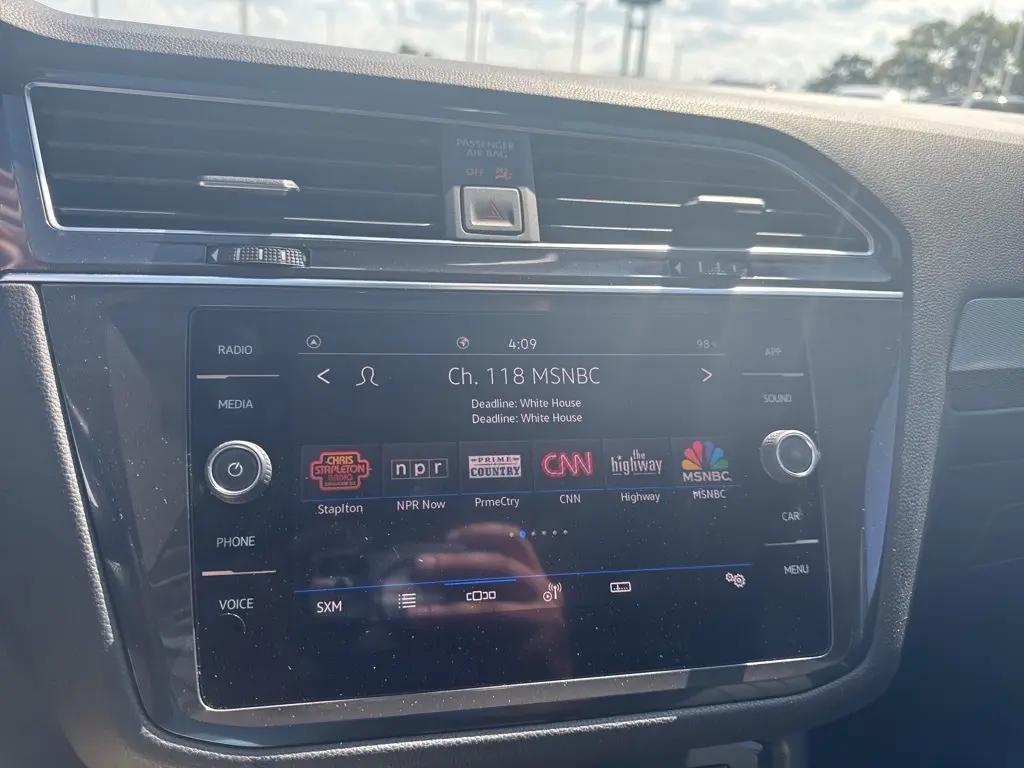 PASSENGER
AIR BAG
OFF
RADIO
MEDIA
PHONE
VOICE
4:09
98
Ch. 118 MSNBC
Deadline: White House
Deadline: White House
CHRIS
STAPLETON
RADIO
Staplton
npr
NPR Now
PRIME
COUNTRY
PrmeCtry
CNN
CNN
the
highway
Highway
MSNBC
MSNBC
SXM
APP
SOUND
CAR
MENU